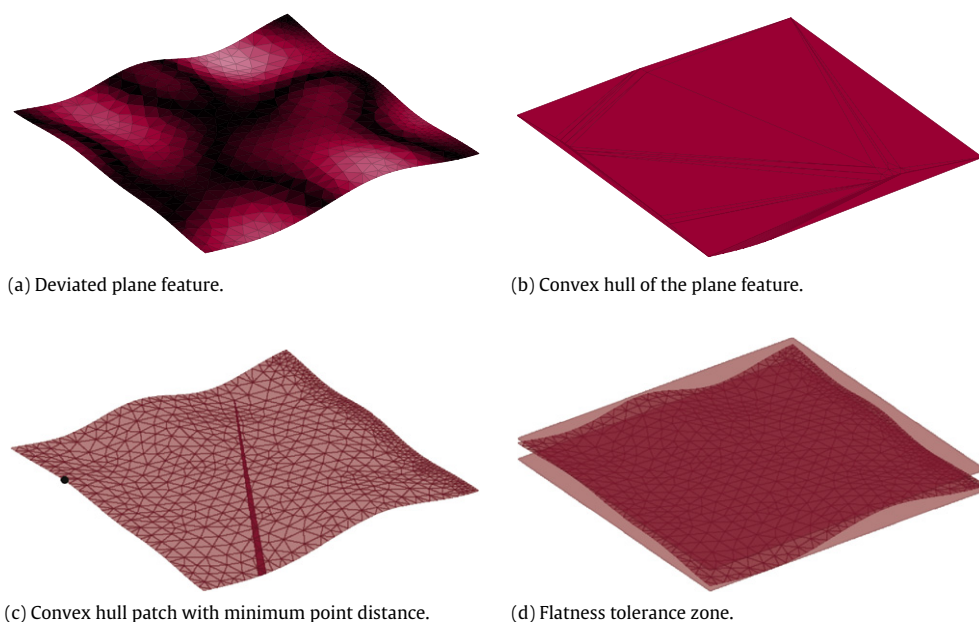 (a) Deviated plane feature.
(b) Convex hull of the plane feature.
(c) Convex hull patch with minimum point distance.
(d) Flatness tolerance zone.